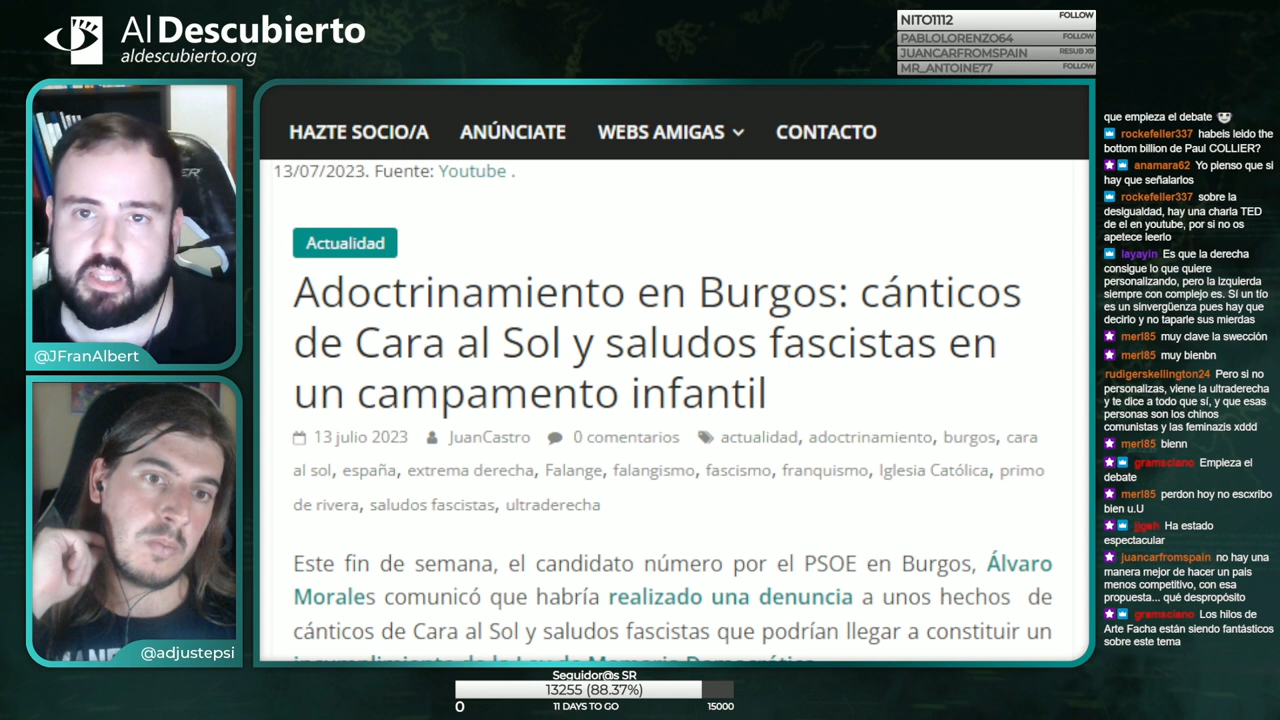 Al Descubierto
aldescubierto.org
NITO1112 FOLLOW
PABLOLORENZO64 FOLLOW
JUANCARFROMSPAIN RESUB X9
MR_ANTOINE77 FOLLOW
@JFranAlbert
@adjustepsi
HAZTE SOCIO/A ANÚNCIATE WEBS AMIGAS CONTACTO
13/07/2023. Fuente: Youtube .
Actualidad
Adoctrinamiento en Burgos: cánticos
de Cara al Sol y saludos fascistas en
un campamento infantil
13 julio 2023 JuanCastro 0 comentarios actualidad, adoctrinamiento, burgos, cara
al sol, españa, extrema derecha, Falange, falangismo, fascismo, franquismo, Iglesia Católica, primo
de rivera, saludos fascistas, ultraderecha
Este fin de semana, el candidato número por el PSOE en Burgos, Álvaro
Morales comunicó que habría realizado una denuncia a unos hechos de
cánticos de Cara al Sol y saludos fascistas que podrían llegar a constituir un
que empieza el debate
rockefeller337 habeis leido the
bottom billion de Paul COLLIER?
anamara62 Yo pienso que si
hay que señalarlos
rockefeller337 sobre la
desigualdad, hay una charla TED
de el en youtube, por si no os
apetece leerlo
layayin Es que la derecha
consigue lo que quiere
personalizando, pero la izquierda
siempre con complejo es. Sí un tío
es un sinvergüenza pues hay que
decirlo y no taparle sus mierdas
merl85 muy clave la swección
merl85 muy bienbn
rudigerskellington24 Pero si no
personalizas, viene la ultraderecha
y te dice a todo que sí, y que esas
personas son los chinos
comunistas y las feminazis xddd
merl85 bienn
gramsciano Empieza el
debate
merl85 perdon hoy no escxribo
bien u.U
Ha estado
espectacular
juancarfromspain no hay una
manera mejor de hacer un pais
menos competitivo, con esa
propuesta... qué despropósito
gramsciano Los hilos de
Arte Facha están siendo fantásticos
sobre este tema
Seguidor@s SR
13255 (88.37%)
0 11 DAYS TO GO 15000